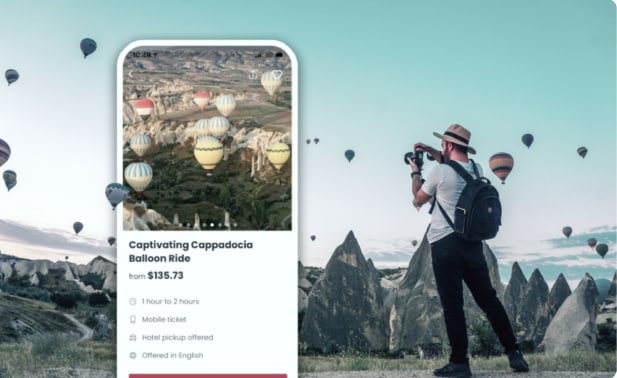 Captivating Cappadocia
Balloon Ride
from $135.73
1 hour to 2 hours
Mobile ticket
Hotel pickup offered
Offered in English